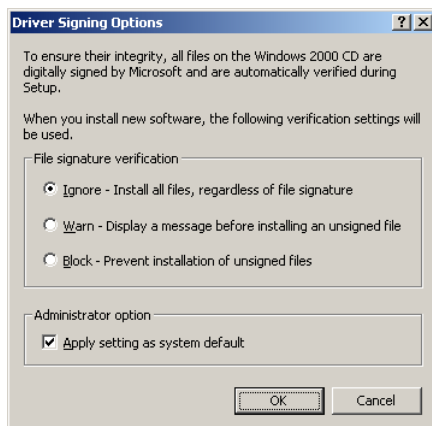 Driver Signing Options
To ensure their integrity, all files on the Windows 2000 CD are
digitally signed by Microsoft and are automatically verified during
Setup.
When you install new software, the following verification settings will
be used.
File signature verification
Ignore - Install all files, regardless of file signature
Warn - Display a message before installing an unsigned file
Block - Prevent installation of unsigned files
Administrator option
Apply setting as system default
OK Cancel